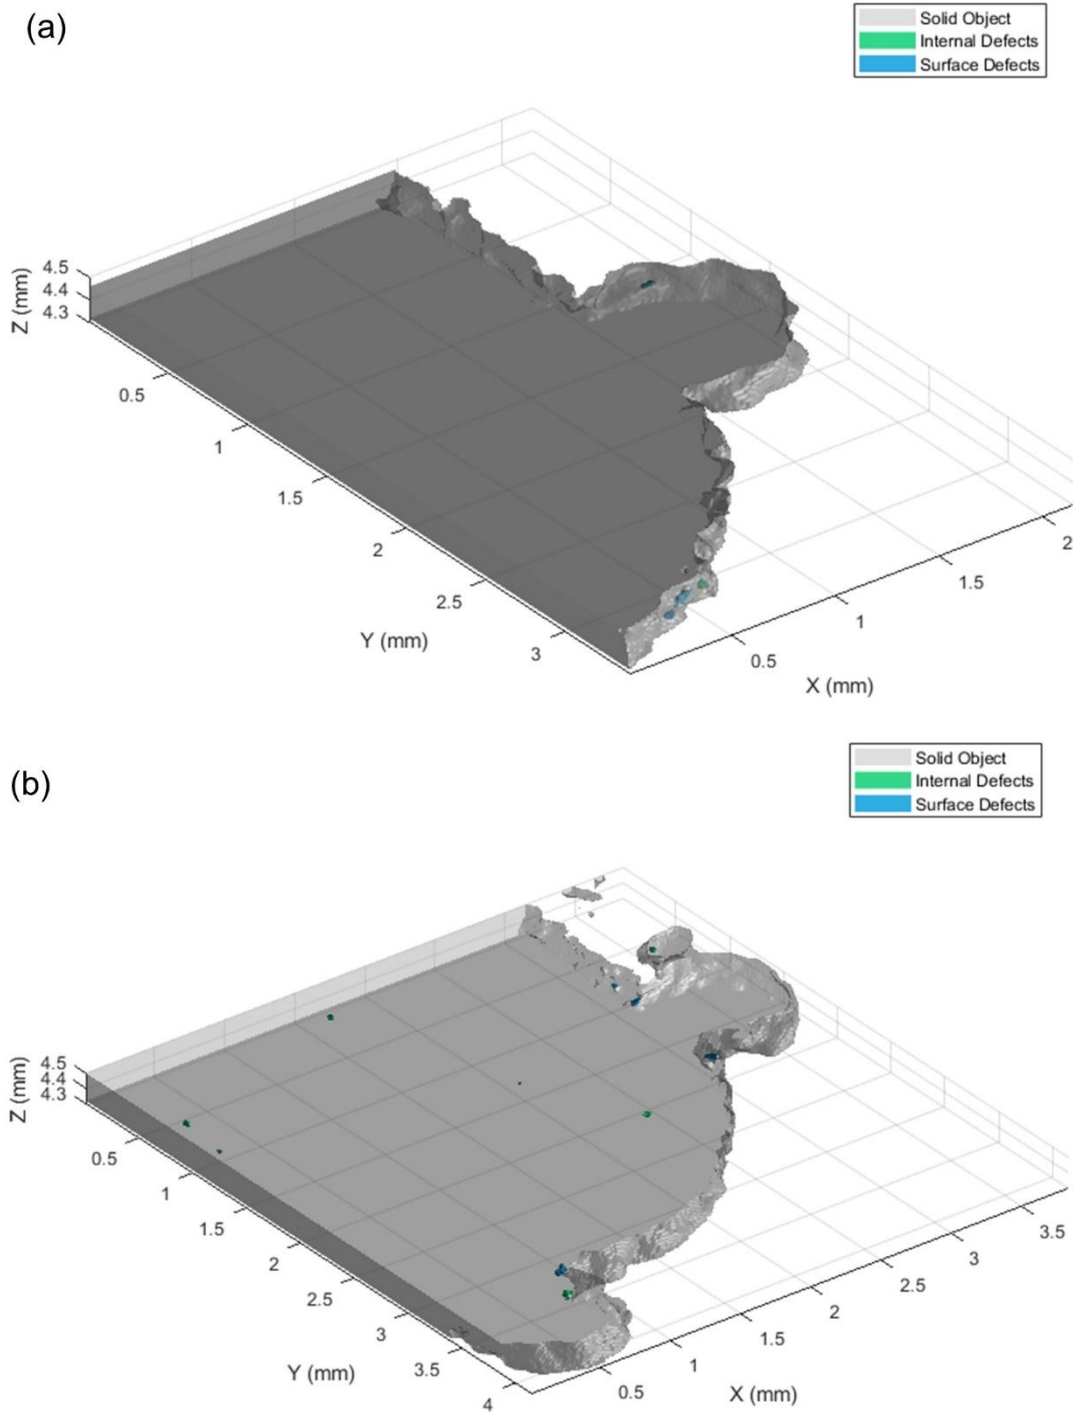 (a)
Solid Object
Internal Defects
Surface Defects
4.5
4.4
4.3
Z (mm)
0.5
1
1.5
2
2.5
3
Y (mm)
0.5
1
1.5
2
X (mm)
(b)
Solid Object
Internal Defects
Surface Defects
4.5
4.4
4.3
Z (mm)
0.5
1
1.5
2
2.5
3
3.5
4
Y (mm)
0.5
1
1.5
2
2.5
3
3.5
X (mm)